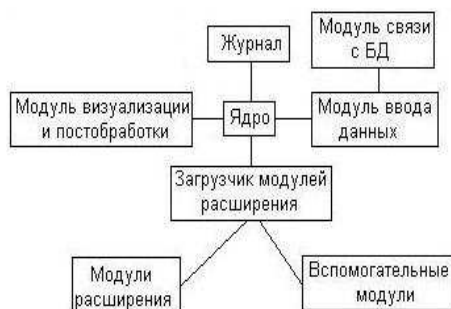 Журнал
Модуль связи
с БД
Модуль визуализации
и постобработки
Ядро
Модуль ввода
данных
Загрузчик модулей
расширения
Модули
расширения
Вспомогательные
модули